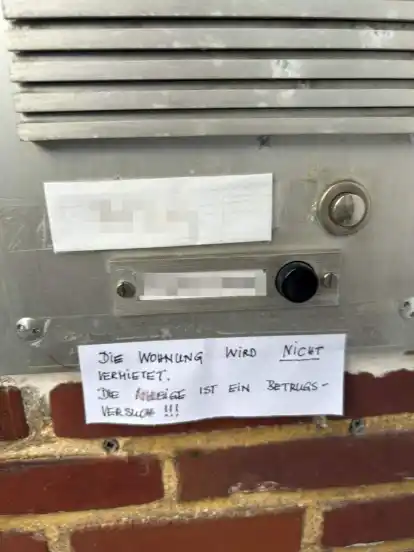 DIE WOHNUNG WIRD NICHT
VERMIETET.
DIE ANZEIGE IST EIN BETRUGS-
VERSUCH !!!